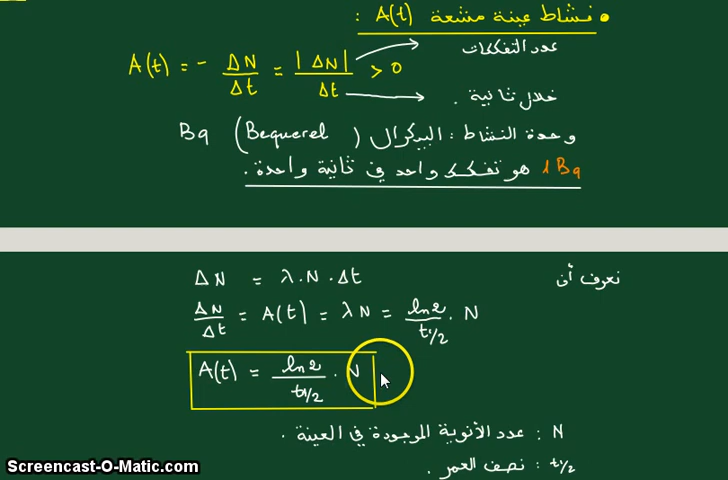 • نشاط عينة مشعة A(t) :
A(t) = - ΔN/Δt = |ΔN|/Δt > 0
عدد التفككات
خلال ثانية .
وحدة النشاط : البيكرال ( Bequerel ) Bq
1 Bq هو تفكك واحد في ثانية واحدة .
نعرف أن ΔN = λ.N.Δt
ΔN/Δt = A(t) = λN = ln2/t1/2 . N
A(t) = ln2/t1/2 . N
N : عدد الأنوية الموجودة في العينة .
t1/2 : نصف العمر .
Screencast-O-Matic.com